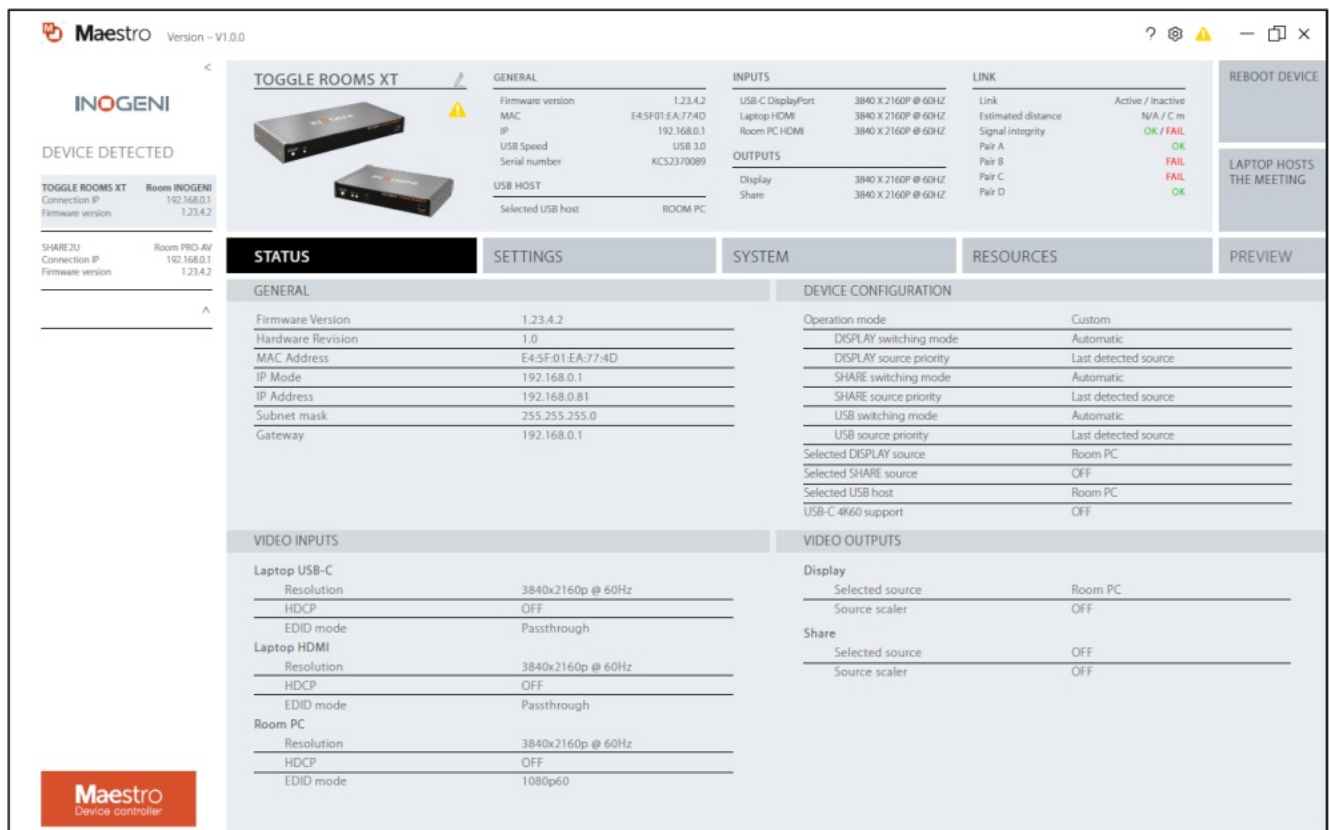 Maestro Version – V1.0.0
?
<
INOGENI
DEVICE DETECTED
TOGGLE ROOMS XT Room INOGENI
Connection IP 192.168.0.1
Firmware version 1.23.4.2
SHARE2U Room PRO-AV
Connection IP 192.168.0.1
Firmware version 1.23.4.2
Maestro
Device controller
TOGGLE ROOMS XT
INOGENI
INOGENI
GENERAL
Firmware version 1.23.4.2
MAC E4:5F:01:EA:77:4D
IP 192.168.0.1
USB Speed USB 3.0
Serial number KCS2370089
USB HOST
Selected USB host ROOM PC
INPUTS
USB-C DisplayPort 3840 X 2160P @ 60HZ
Laptop HDMI 3840 X 2160P @ 60HZ
Room PC HDMI 3840 X 2160P @ 60HZ
OUTPUTS
Display 3840 X 2160P @ 60HZ
Share 3840 X 2160P @ 60HZ
LINK
Link Active / Inactive
Estimated distance N/A / C m
Signal integrity OK / FAIL
Pair A OK
Pair B FAIL
Pair C FAIL
Pair D OK
REBOOT DEVICE
LAPTOP HOSTS
THE MEETING
STATUS SETTINGS SYSTEM RESOURCES PREVIEW
GENERAL
Firmware Version 1.23.4.2
Hardware Revision 1.0
MAC Address E4:5F:01:EA:77:4D
IP Mode 192.168.0.1
IP Address 192.168.0.81
Subnet mask 255.255.255.0
Gateway 192.168.0.1
DEVICE CONFIGURATION
Operation mode Custom
DISPLAY switching mode Automatic
DISPLAY source priority Last detected source
SHARE switching mode Automatic
SHARE source priority Last detected source
USB switching mode Automatic
USB source priority Last detected source
Selected DISPLAY source Room PC
Selected SHARE source OFF
Selected USB host Room PC
USB-C 4K60 support OFF
VIDEO INPUTS
Laptop USB-C
Resolution 3840x2160p @ 60Hz
HDCP OFF
EDID mode Passthrough
Laptop HDMI
Resolution 3840x2160p @ 60Hz
HDCP OFF
EDID mode Passthrough
Room PC
Resolution 3840x2160p @ 60Hz
HDCP OFF
EDID mode 1080p60
VIDEO OUTPUTS
Display
Selected source Room PC
Source scaler OFF
Share
Selected source OFF
Source scaler OFF